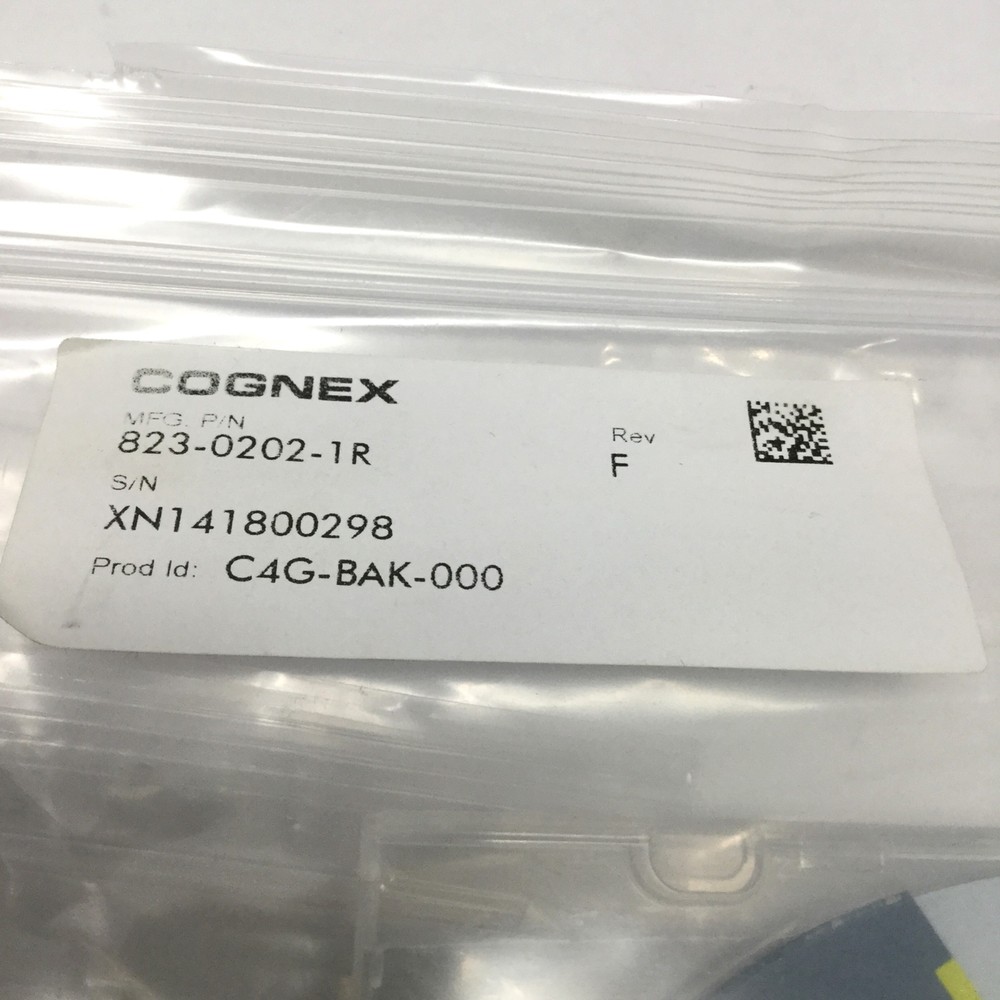 COGNEX
MFG. P/N
823-0202-1R
Rev
F
S/N
XN141800298
Prod Id: C4G-BAK-000